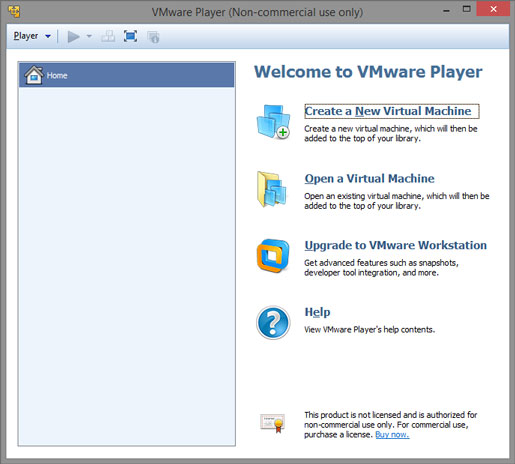 VMware Player (Non-commercial use only)
Player
Home
Welcome to VMware Player
Create a New Virtual Machine
Create a new virtual machine, which will then be
added to the top of your library.
Open a Virtual Machine
Open an existing virtual machine, which will then be
added to the top of your library.
Upgrade to VMware Workstation
Get advanced features such as snapshots,
developer tool integration, and more.
Help
View VMware Player's help contents.
This product is not licensed and is authorized for
non-commercial use only. For commercial use,
purchase a license. Buy now.